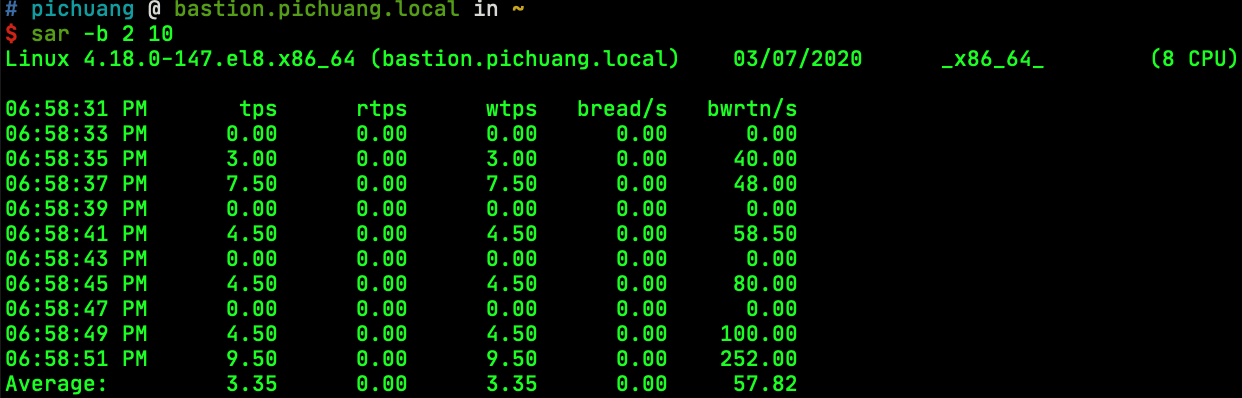 # pichuang @ bastion.pichuang.local in ~
$ sar -b 2 10
Linux 4.18.0-147.el8.x86_64 (bastion.pichuang.local) 03/07/2020 _x86_64_ (8 CPU)
06:58:31 PM tps rtps wtps bread/s bwrtn/s
06:58:33 PM 0.00 0.00 0.00 0.00 0.00
06:58:35 PM 3.00 0.00 3.00 0.00 40.00
06:58:37 PM 7.50 0.00 7.50 0.00 48.00
06:58:39 PM 0.00 0.00 0.00 0.00 0.00
06:58:41 PM 4.50 0.00 4.50 0.00 58.50
06:58:43 PM 0.00 0.00 0.00 0.00 0.00
06:58:45 PM 4.50 0.00 4.50 0.00 80.00
06:58:47 PM 0.00 0.00 0.00 0.00 0.00
06:58:49 PM 4.50 0.00 4.50 0.00 100.00
06:58:51 PM 9.50 0.00 9.50 0.00 252.00
Average: 3.35 0.00 3.35 0.00 57.82